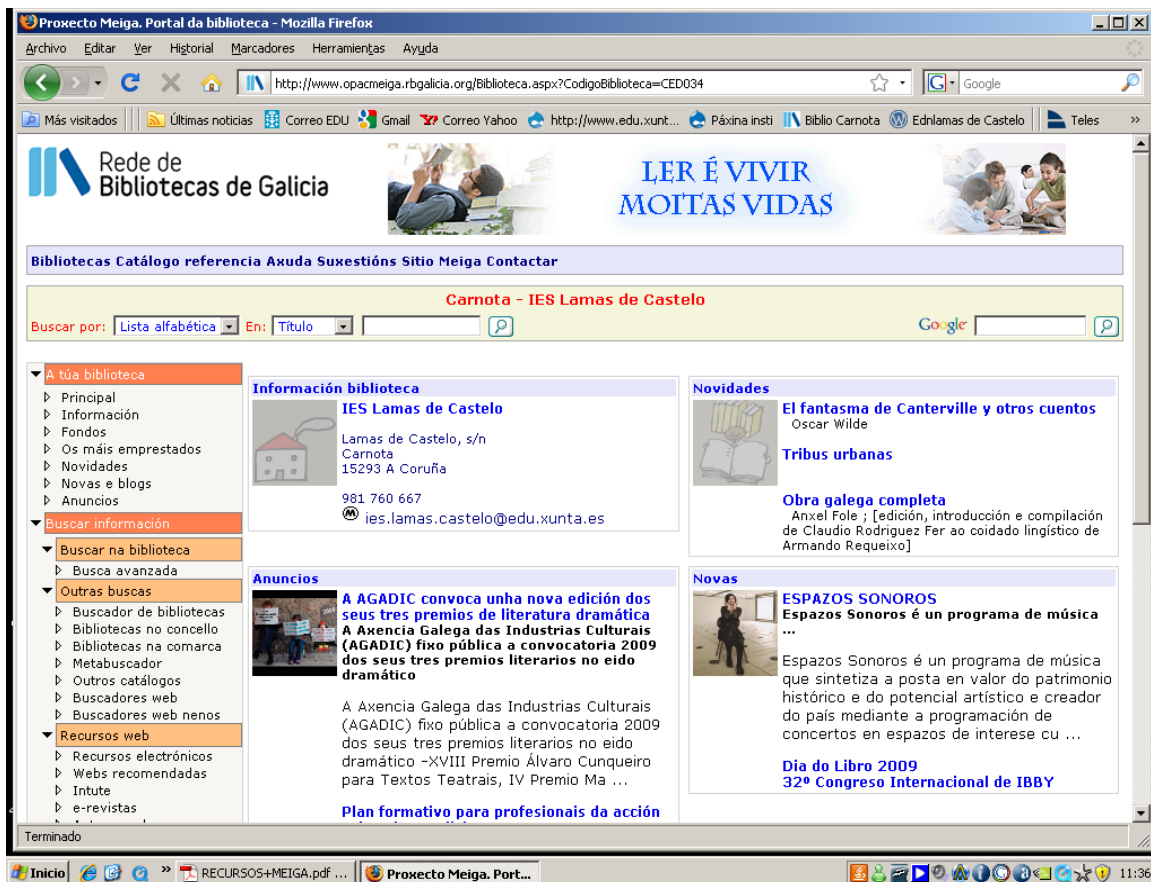 Proxecto Meiga. Portal da biblioteca - Mozilla Firefox
Archivo Editar Ver Historial Marcadores Herramientas Ayuda
http://www.opacmeiga.rbgalicia.org/Biblioteca.aspx?CodigoBiblioteca=CED034
G Google
Más visitados Últimas noticias Correo EDU Gmail Correo Yahoo http://www.edu.xunt... Páxina insti Biblio Carnota Ednlamas de Castelo Teles »
Rede de
Bibliotecas de Galicia
LER É VIVIR
MOITAS VIDAS
Bibliotecas Catálogo referencia Axuda Suxestións Sitio Meiga Contactar
Carnota - IES Lamas de Castelo
Buscar por: Lista alfabética En: Título Google
A túa biblioteca
Principal
Información
Fondos
Os máis emprestados
Novidades
Novas e blogs
Anuncios
Buscar información
Buscar na biblioteca
Busca avanzada
Outras buscas
Buscador de bibliotecas
Bibliotecas no concello
Bibliotecas na comarca
Metabuscador
Outros catálogos
Buscadores web
Buscadores web nenos
Recursos web
Recursos electrónicos
Webs recomendadas
Intute
e-revistas
Información biblioteca
IES Lamas de Castelo
Lamas de Castelo, s/n
Carnota
15293 A Coruña
981 760 667
ies.lamas.castelo@edu.xunta.es
Novidades
El fantasma de Canterville y otros cuentos
Oscar Wilde
Tribus urbanas
Obra galega completa
Anxel Fole ; [edición, introducción e compilación
de Claudio Rodriguez Fer ao coidado lingístico de
Armando Requeixo]
Anuncios
A AGADIC convoca unha nova edición dos
seus tres premios de literatura dramática
A Axencia Galega das Industrias Culturais
(AGADIC) fixo pública a convocatoria 2009
dos seus tres premios literarios no eido
dramático
A Axencia Galega das Industrias Culturais
(AGADIC) fixo pública a convocatoria 2009
dos seus tres premios literarios no eido
dramático –XVIII Premio Álvaro Cunqueiro
para Textos Teatrais, IV Premio Ma ...
Plan formativo para profesionais da acción
Novas
ESPAZOS SONOROS
Espazos Sonoros é un programa de música
...
Espazos Sonoros é un programa de música
que sintetiza a posta en valor do patrimonio
histórico e do potencial artístico e creador
do país mediante a programación de
concertos en espazos de interese cu ...
Dia do Libro 2009
32º Congreso Internacional de IBBY
Terminado
Inicio » RECURSOS+MEIGA.pdf ... Proxecto Meiga. Port... 11:36